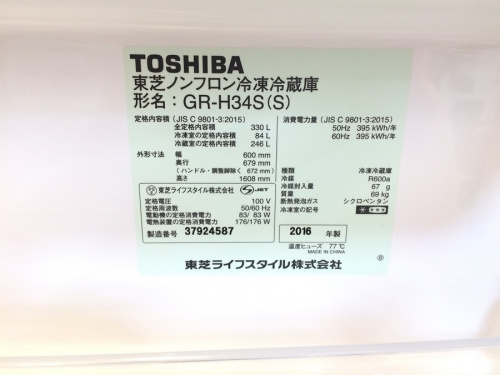 TOSHIBA
東芝ノンフロン冷凍冷蔵庫
形名：GR-H34S(S)
定格内容積（JIS C 9801-3:2015）
全定格内容積 330 L
冷凍室の定格内容積 84 L
冷蔵室の定格内容積 246 L
外形寸法 幅 600 mm
奥行 679 mm
（ハンドル・調整脚除く 672 mm）
高さ 1608 mm
東芝ライフスタイル株式会社 S-JET
定格電圧 100 V
定格周波数 50/60 Hz
電動機の定格消費電力 83/ 83 W
電熱装置の定格消費電力 176/176 W
製造番号 37924587
消費電力量（JIS C 9801-3:2015）
50Hz 395 kWh/年
60Hz 395 kWh/年
種類 冷凍冷蔵庫
冷媒 R600a
冷媒封入量 67 g
質量 69 kg
断熱発泡ガス シクロペンタン
冷凍室の記号
2016 年製
温度ヒューズ 77℃
MADE IN CHINA
東芝ライフスタイル株式会社